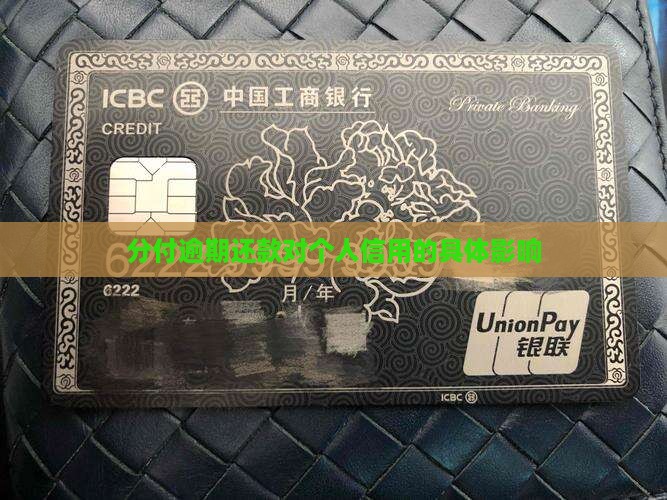 ICBC 中国工商银行
Private Banking
CREDIT
分付逾期还款对个人信用的具体影响
6222
6222
月/年
UnionPay
银联
ICBC